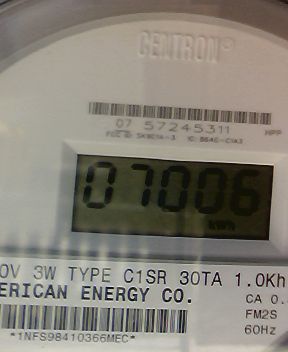 CENTRON®
07 57245311
HPP
07006
kWh
0V 3W TYPE C1SR 30TA 1.0Kh
ERICAN ENERGY CO.
CA 0.
FM2S
60Hz
*1NFS98410366MEC*